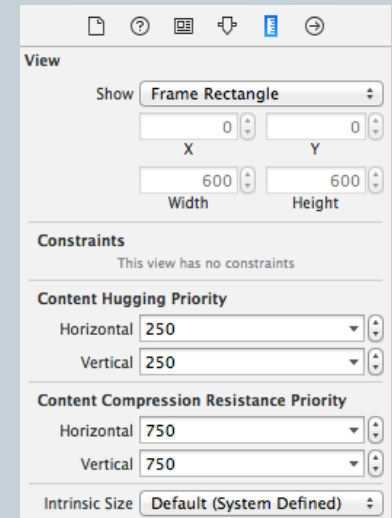 View
Show Frame Rectangle
0 0
X Y
600 600
Width Height
Constraints
This view has no constraints
Content Hugging Priority
Horizontal 250
Vertical 250
Content Compression Resistance Priority
Horizontal 750
Vertical 750
Intrinsic Size Default (System Defined)